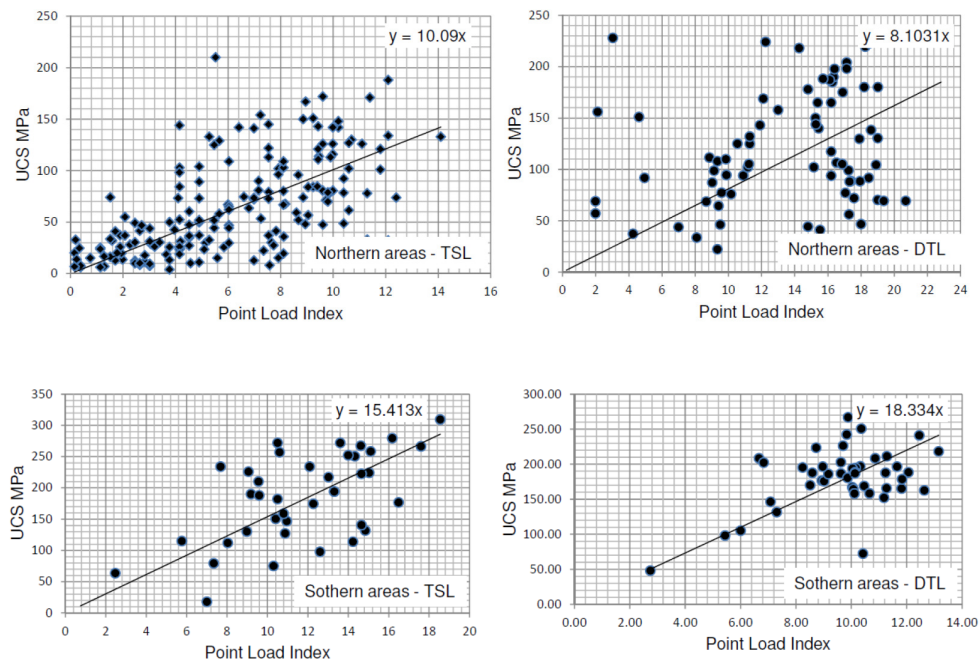 250
200
150
100
50
0
UCS MPa
y = 10.09x
Northern areas - TSL
0 2 4 6 8 10 12 14 16
Point Load Index
250
200
150
100
50
0
UCS MPa
y = 8.1031x
Northern areas - DTL
0 2 4 6 8 10 12 14 16 18 20 22 24
Point Load Index
350
300
250
200
150
100
50
0
UCS MPa
y = 15.413x
Sothern areas - TSL
0 2 4 6 8 10 12 14 16 18 20
Point Load Index
300.00
250.00
200.00
150.00
100.00
50.00
0.00
UCS MPa
y = 18.334x
Sothern areas - DTL
0.00 2.00 4.00 6.00 8.00 10.00 12.00 14.00
Point Load Index